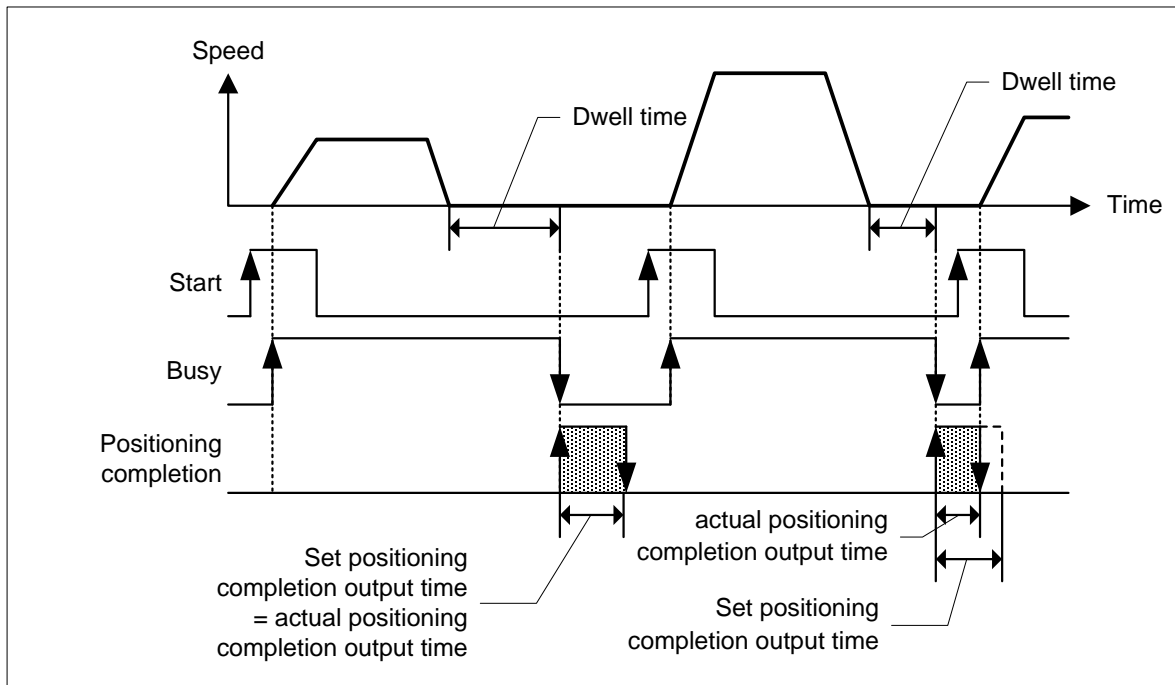 Speed
Dwell time
Dwell time
Time
Start
Busy
Positioning
completion
Set positioning
completion output time
= actual positioning
completion output time
actual positioning
completion output time
Set positioning
completion output time